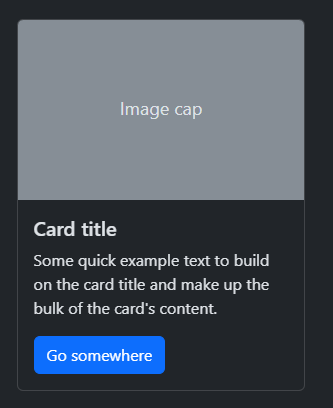 Image cap
Card title
Some quick example text to build
on the card title and make up the
bulk of the card's content.
Go somewhere